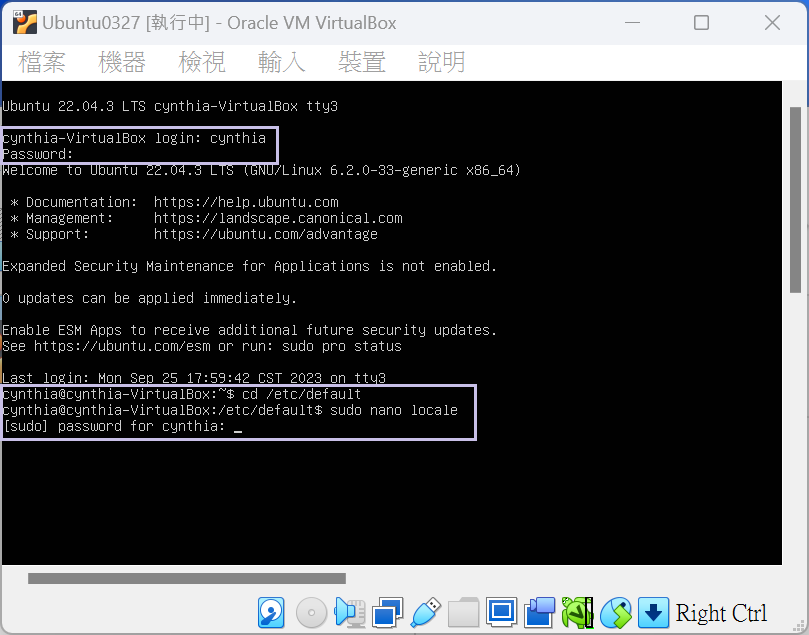 64
Ubuntu0327 [執行中] - Oracle VM VirtualBox
檔案 機器 檢視 輸入 裝置 說明
Ubuntu 22.04.3 LTS cynthia-VirtualBox tty3
cynthia-VirtualBox login: cynthia
Password:
Welcome to Ubuntu 22.04.3 LTS (GNU/Linux 6.2.0-33-generic x86_64)
* Documentation: https://help.ubuntu.com
* Management: https://landscape.canonical.com
* Support: https://ubuntu.com/advantage
Expanded Security Maintenance for Applications is not enabled.
0 updates can be applied immediately.
Enable ESM Apps to receive additional future security updates.
See https://ubuntu.com/esm or run: sudo pro status
Last login: Mon Sep 25 17:59:42 CST 2023 on tty3
cynthia@cynthia-VirtualBox:~$ cd /etc/default
cynthia@cynthia-VirtualBox:/etc/default$ sudo nano locale
[sudo] password for cynthia: _
Right Ctrl